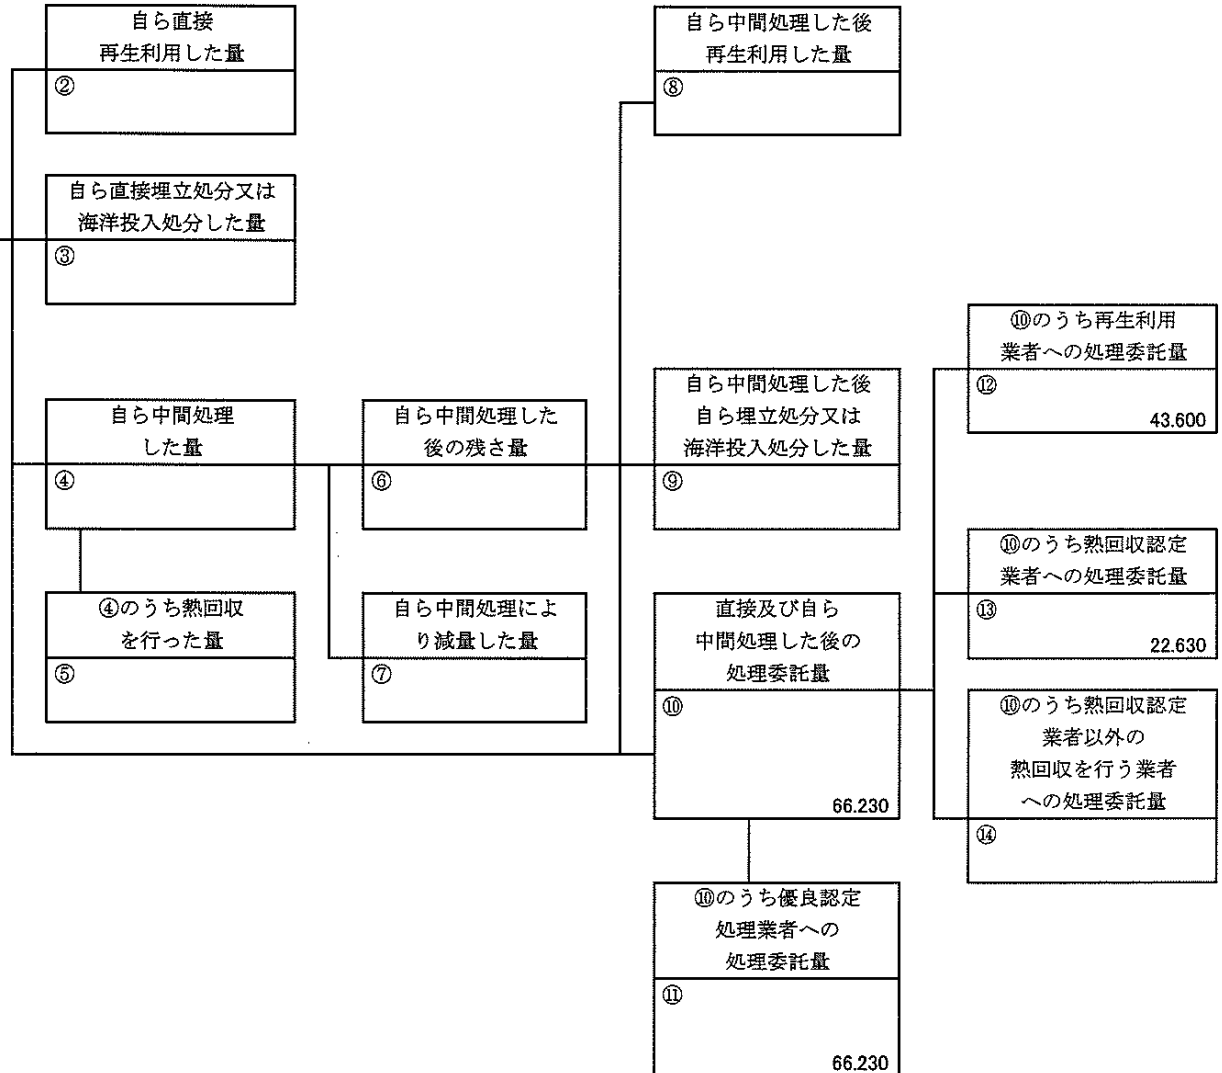 自ら直接
再生利用した量
②
自ら中間処理した後
再生利用した量
⑧
自ら直接埋立処分又は
海洋投入処分した量
③
⑩のうち再生利用
業者への処理委託量
⑫
43.600
自ら中間処理
した量
④
自ら中間処理した
後の残さ量
⑥
自ら中間処理した後
自ら埋立処分又は
海洋投入処分した量
⑨
⑩のうち熱回収認定
業者への処理委託量
⑬
22.630
④のうち熱回収
を行った量
⑤
自ら中間処理によ
り減量した量
⑦
直接及び自ら
中間処理した後の
処理委託量
⑩
66.230
⑩のうち熱回収認定
業者以外の
熱回収を行う業者
への処理委託量
⑭
⑩のうち優良認定
処理業者への
処理委託量
⑪
66.230